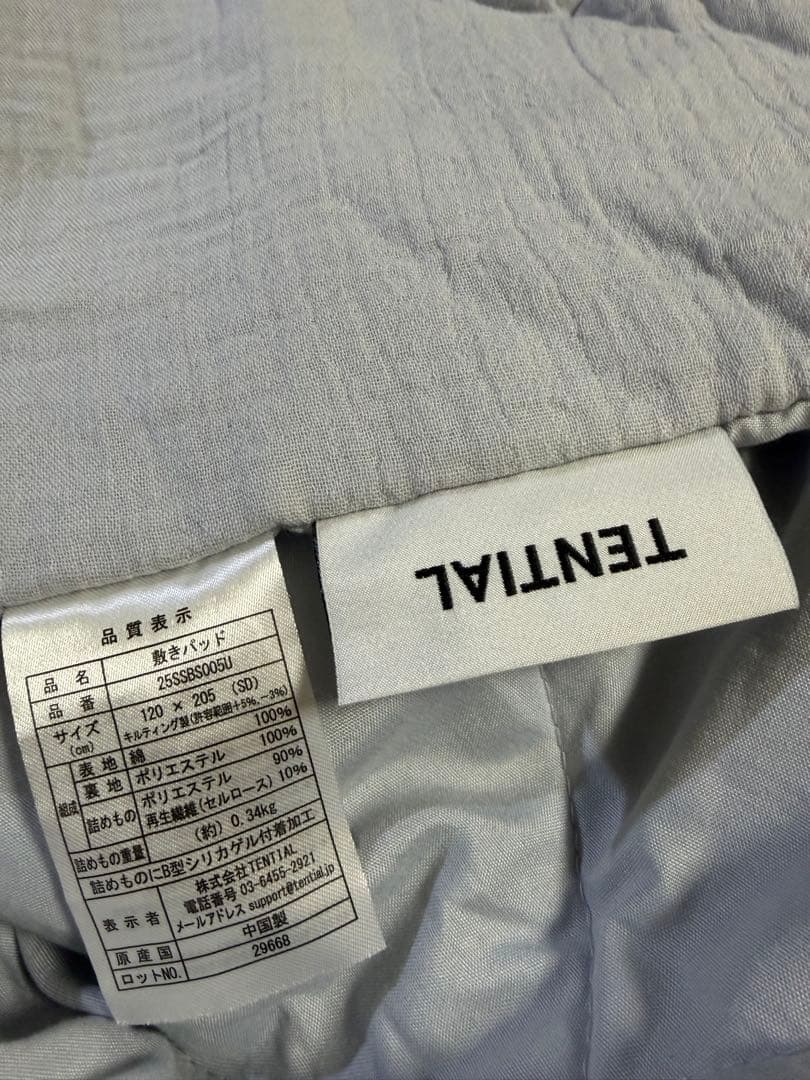 TENTIAL
品質表示
品名 敷きパッド
品番 25SSBS005U
サイズ(cm) 120 × 205 (SD)
キルティング製(許容範囲+5%,-3%)
組成 表地 綿 100%
裏地 ポリエステル 100%
詰めもの ポリエステル 90%
再生繊維(セルロース) 10%
詰めもの重量 (約) 0.34kg
詰めものにB型シリカゲル付着加工
表示者 株式会社TENTIAL
電話番号 03-6455-2921
メールアドレス support@tential.jp
原産国 中国製
ロットNO. 29668